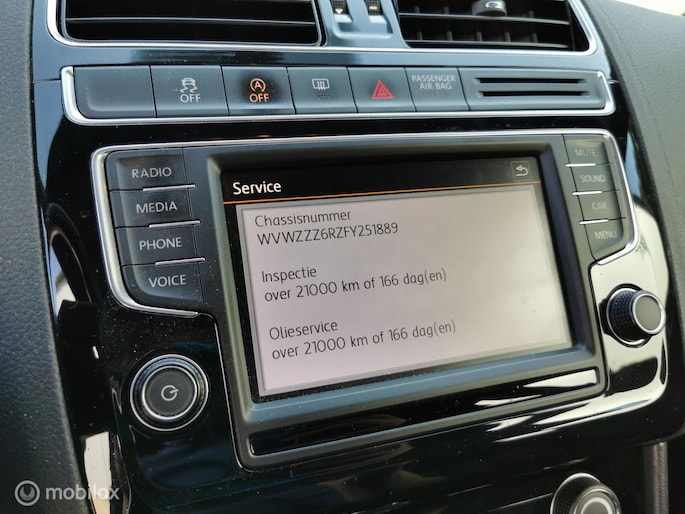 OFF
A
OFF
PASSENGER
AIR BAG
RADIO
MEDIA
PHONE
VOICE
Service
Chassisnummer
WVWZZZ6RZFY251889
Inspectie
over 21000 km of 166 dag(en)
Olieservice
over 21000 km of 166 dag(en)
MUTE
SOUND
CAR
MENU
mobilox